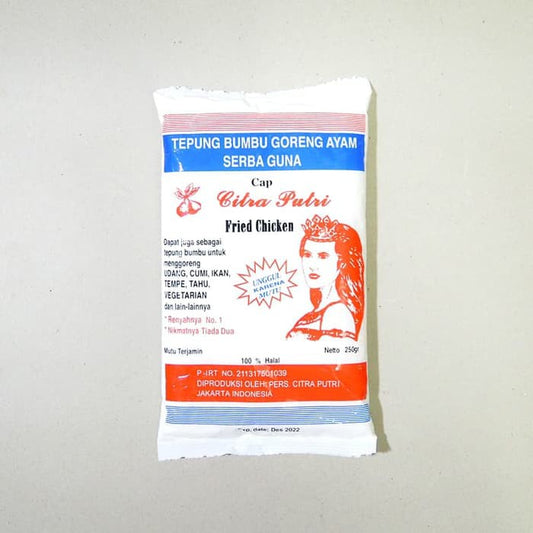 TEPUNG BUMBU GORENG AYAM
SERBA GUNA
Cap
Citra Putri
Fried Chicken
Dapat juga sebagai
tepung bumbu untuk
menggoreng
UDANG, CUMI, IKAN,
TEMPE, TAHU,
VEGETARIAN
dan lain-lainnya
* Renyahnya No. 1
* Nikmatnya Tiada Dua
UNGGUL
KARENA
MUTU
Mutu Terjamin
Netto 250gr
100 % Halal
P-IRT NO. 211317501039
DIPRODUKSI OLEH PERS. CITRA PUTRI
JAKARTA INDONESIA
Exp. date: Des 2022